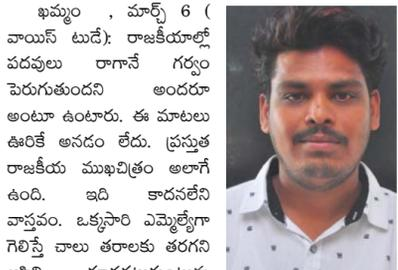 ఖమ్మం , మార్చ్ 6 (
వాయిస్ టుడే): రాజకీయాల్లో
పదవులు రాగానే గర్వం
పెరుగుతుందని అందరూ
అంటూ ఉంటారు. ఈ మాటలు
ఊరికే అనడం లేదు. ప్రస్తుత
రాజకీయ ముఖచిత్రం అలాగే
ఉంది. ఇది కాదనలేని
వాస్తవం. ఒక్కసారి ఎమ్మెల్యేగా
గెలిస్తే చాలు తరాలకు తరగని